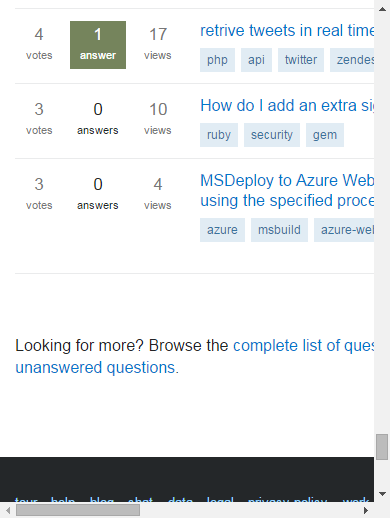 4 1 17 retrive tweets in real time
votes answer views php api twitter zendes
3 0 10 How do I add an extra sig
votes answers views ruby security gem
3 0 4 MSDeploy to Azure Web
votes answers views using the specified proce
azure msbuild azure-web
Looking for more? Browse the complete list of ques
unanswered questions.
tour help blog chat data legal privacy policy work